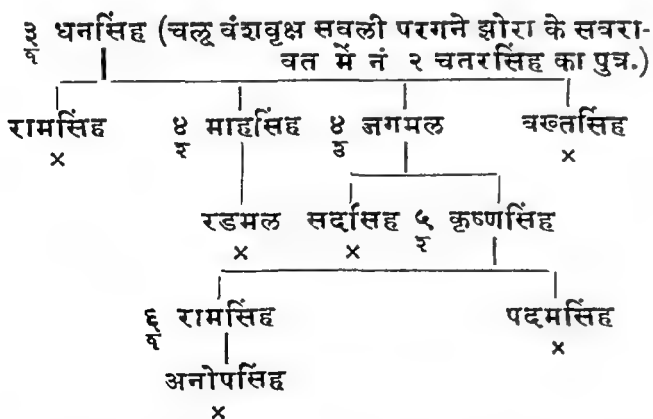 ३/१ धनसिंह (चलू वंशवृक्ष सवली परगने झोरा के सवरा-
वत में नं २ चतरसिंह का पुत्र.)
रामसिंह ४/२ माहसिंह ४/३ जगमल वख्तसिंह
× ×
रडमल सर्दासिंह ५/२ कृष्णसिंह
× ×
६/१ रामसिंह पदमसिंह
×
अनोपसिंह
×